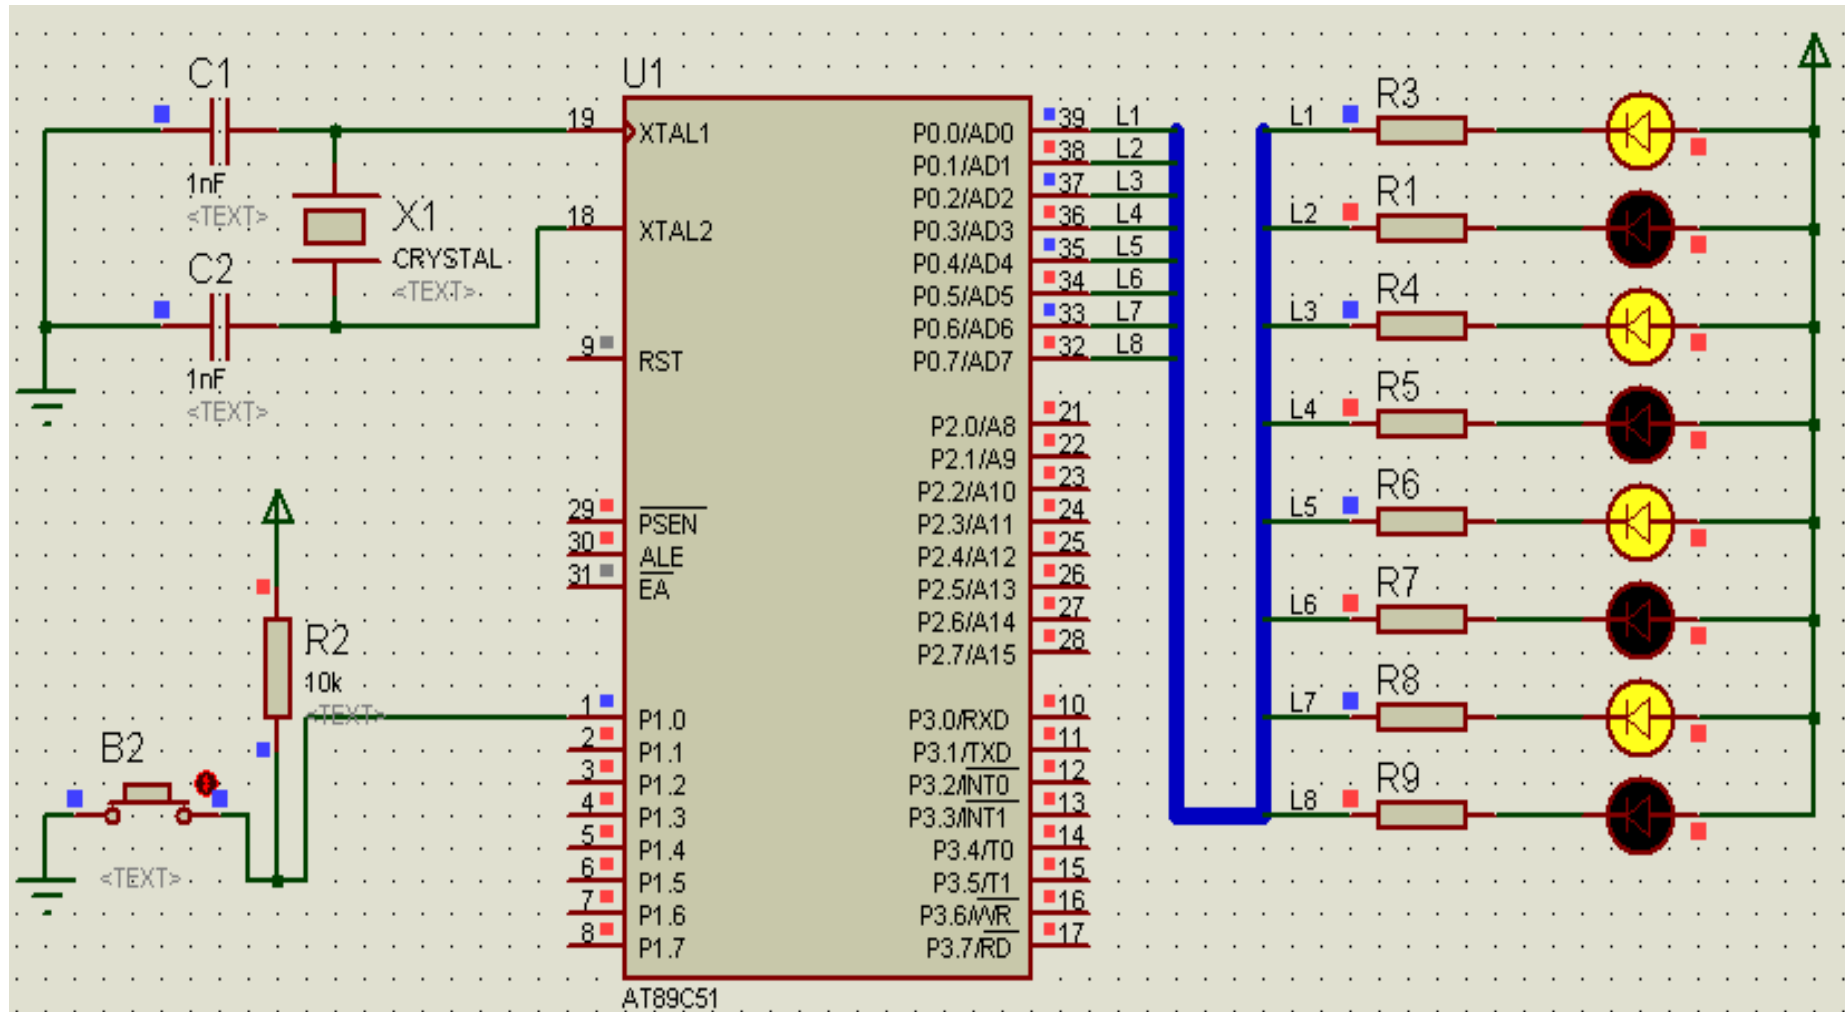 C1
1nF
<TEXT>
X1
CRYSTAL
<TEXT>
C2
1nF
<TEXT>
R2
10k
<TEXT>
B2
<TEXT>
U1
19 XTAL1
18 XTAL2
9 RST
29 PSEN
30 ALE
31 EA
1 P1.0
2 P1.1
3 P1.2
4 P1.3
5 P1.4
6 P1.5
7 P1.6
8 P1.7
P0.0/AD0 39 L1
P0.1/AD1 38 L2
P0.2/AD2 37 L3
P0.3/AD3 36 L4
P0.4/AD4 35 L5
P0.5/AD5 34 L6
P0.6/AD6 33 L7
P0.7/AD7 32 L8
P2.0/A8 21
P2.1/A9 22
P2.2/A10 23
P2.3/A11 24
P2.4/A12 25
P2.5/A13 26
P2.6/A14 27
P2.7/A15 28
P3.0/RXD 10
P3.1/TXD 11
P3.2/INT0 12
P3.3/INT1 13
P3.4/T0 14
P3.5/T1 15
P3.6/WR 16
P3.7/RD 17
AT89C51
L1 R3
L2 R1
L3 R4
L4 R5
L5 R6
L6 R7
L7 R8
L8 R9